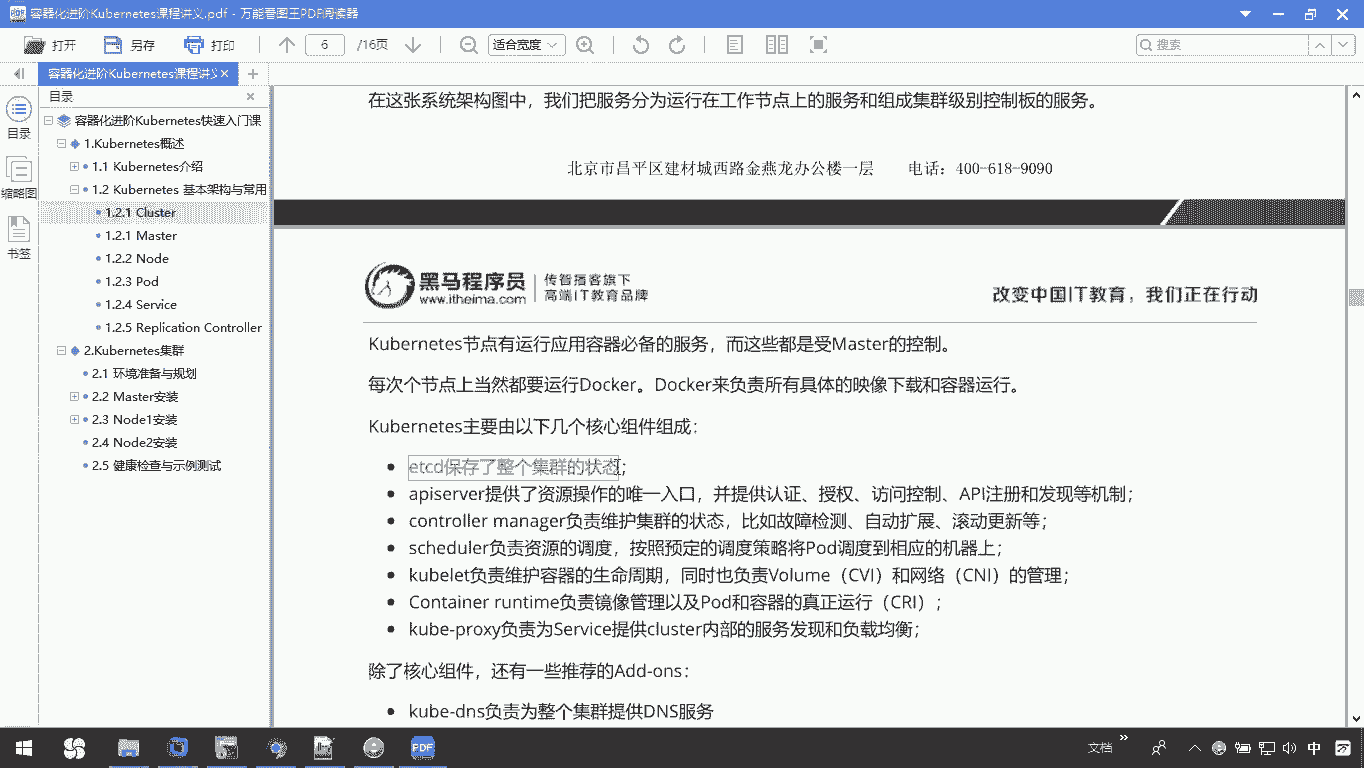 容器化进阶Kubernetes课程讲义.pdf - 万能看图王PDF阅读器
打开
另存
打印
6
/16页
适合宽度
搜索
容器化进阶Kubernetes课程讲义
目录
目录
缩略图
书签
容器化进阶Kubernetes快速入门课
1.Kubernetes概述
1.1 Kubernetes介绍
1.2 Kubernetes 基本架构与常用
1.2.1 Cluster
1.2.1 Master
1.2.2 Node
1.2.3 Pod
1.2.4 Service
1.2.5 Replication Controller
2.Kubernetes集群
2.1 环境准备与规划
2.2 Master安装
2.3 Node1安装
2.4 Node2安装
2.5 健康检查与示例测试
在这张系统架构图中，我们把服务分为运行在工作节点上的服务和组成集群级别控制板的服务。
北京市昌平区建材城西路金燕龙办公楼一层 电话：400-618-9090
黑马程序员
www.itheima.com
传智播客旗下
高端IT教育品牌
改变中国IT教育，我们正在行动
Kubernetes节点有运行应用容器必备的服务，而这些都是受Master的控制。
每次个节点上当然都要运行Docker。Docker来负责所有具体的映像下载和容器运行。
Kubernetes主要由以下几个核心组件组成：
etcd保存了整个集群的状态；
apiserver提供了资源操作的唯一入口，并提供认证、授权、访问控制、API注册和发现等机制；
controller manager负责维护集群的状态，比如故障检测、自动扩展、滚动更新等；
scheduler负责资源的调度，按照预定的调度策略将Pod调度到相应的机器上；
kubelet负责维护容器的生命周期，同时也负责Volume（CVI）和网络（CNI）的管理；
Container runtime负责镜像管理以及Pod和容器的真正运行（CRI）；
kube-proxy负责为Service提供cluster内部的服务发现和负载均衡；
除了核心组件，还有一些推荐的Add-ons：
kube-dns负责为整个集群提供DNS服务
PDF
文档
中